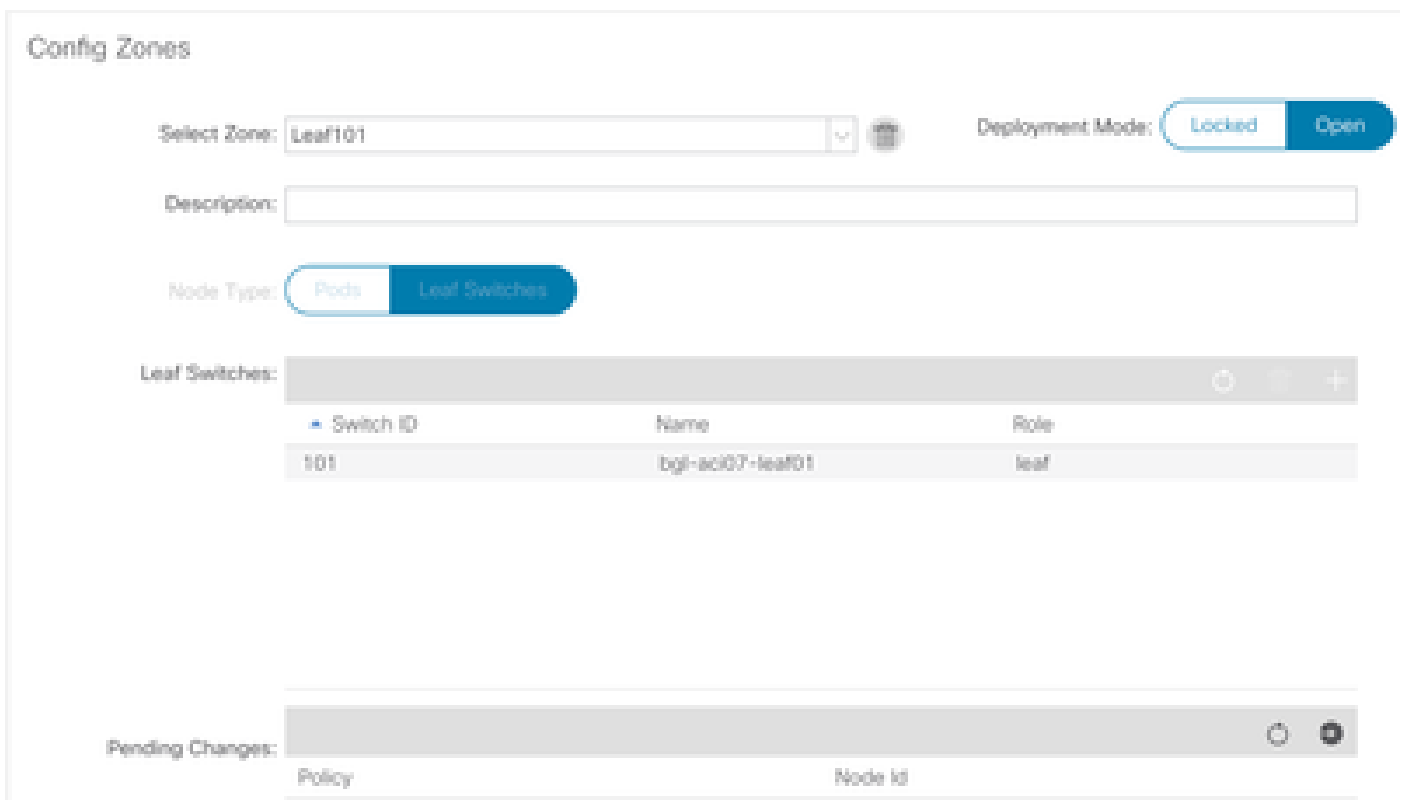 Config Zones
Select Zone: Leaf101 Deployment Mode: Locked Open
Description:
Node Type: Pods Leaf Switches
Leaf Switches:
Switch ID Name Role
101 bgl-aci07-leaf01 leaf
Pending Changes:
Policy Node Id